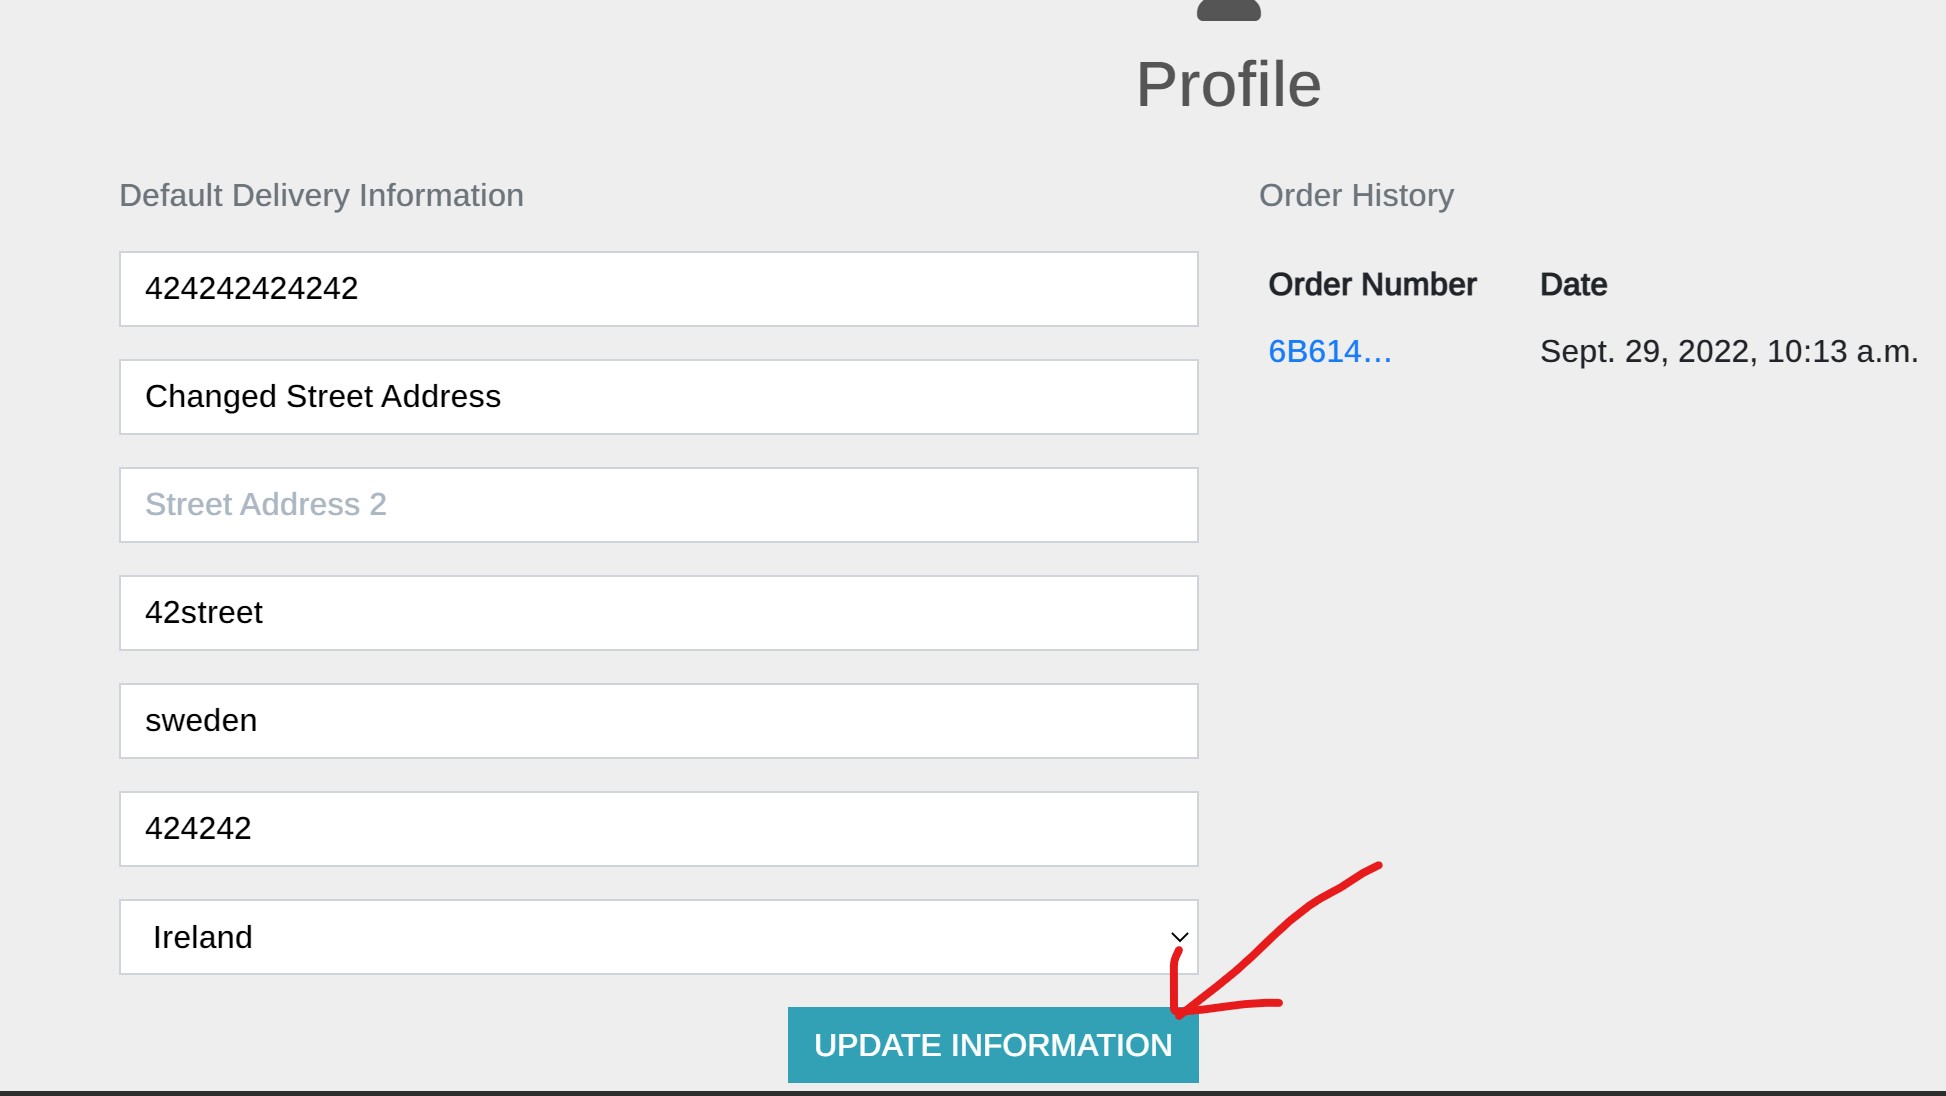 Profile
Default Delivery Information
424242424242
Changed Street Address
Street Address 2
42street
sweden
424242
Ireland
UPDATE INFORMATION
Order History
Order Number Date
6B614... Sept. 29, 2022, 10:13 a.m.